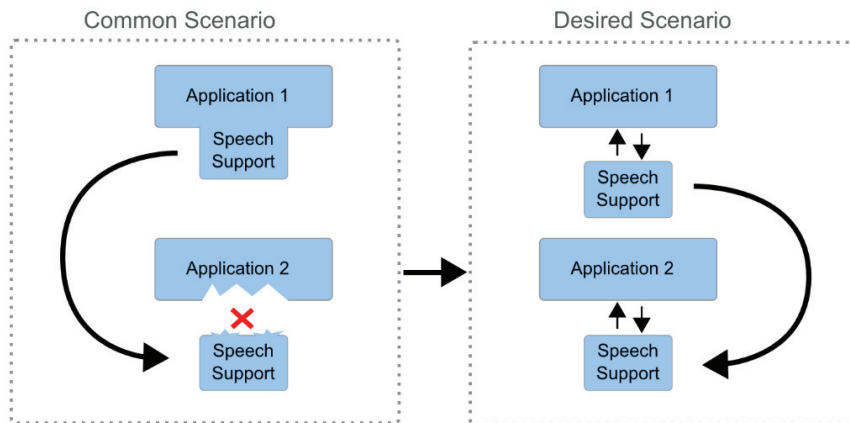 Common Scenario
Application 1
Speech
Support
Application 2
Speech
Support
Desired Scenario
Application 1
Speech
Support
Application 2
Speech
Support